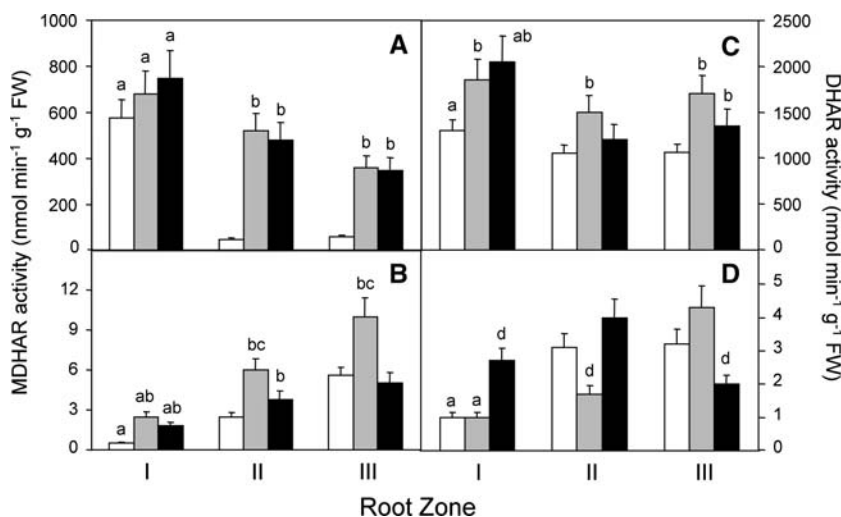 1000
800
600
400
200
0
MDHAR activity (nmol min⁻¹ g⁻¹ FW)
A
a
a
a
b
b
b
b
C
a
b
ab
b
b
b
2500
2000
1500
1000
500
0
DHAR activity (nmol min⁻¹ g⁻¹ FW)
12
9
6
3
0
B
a
ab
ab
bc
b
bc
D
a
a
d
d
d
5
4
3
2
1
0
I II III I II III
Root Zone